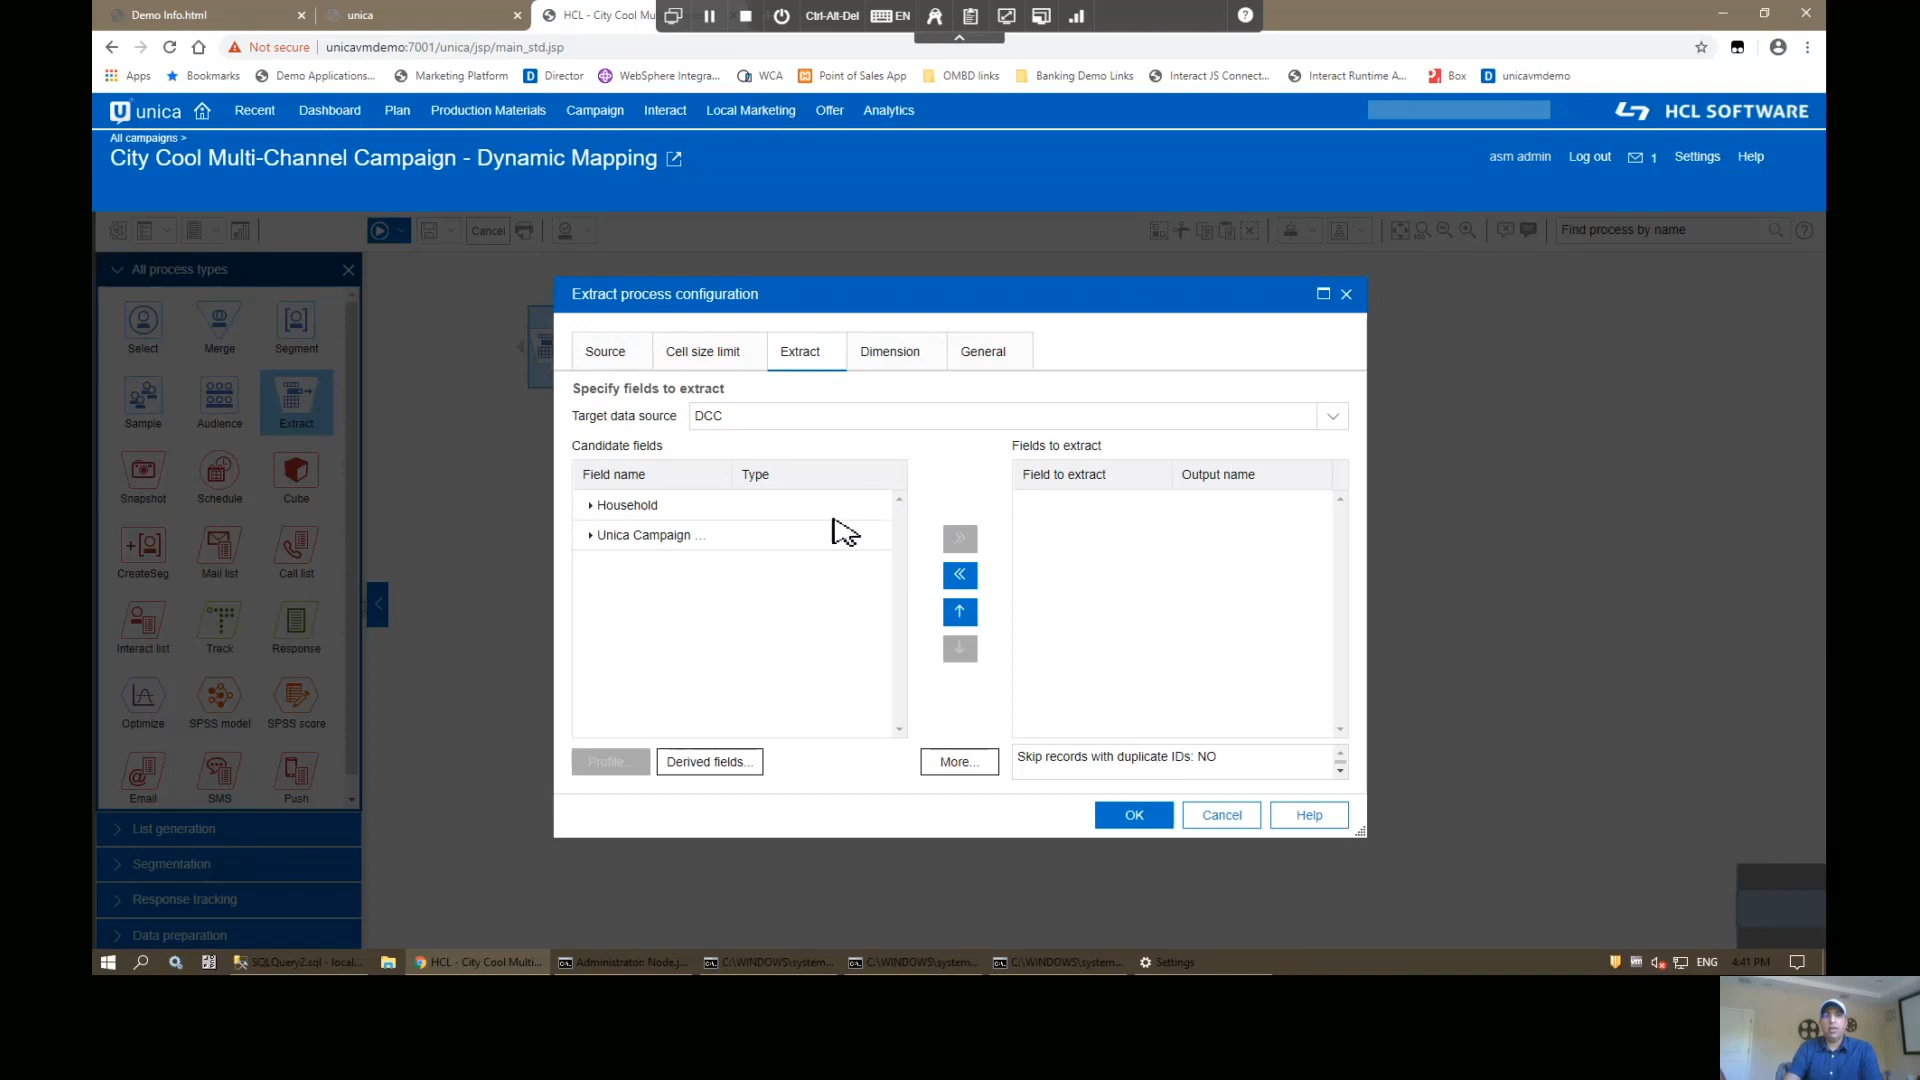 Demo Info.html
unica
HCL - City Cool Mu
Ctrl-Alt-Del
EN
Not secure
unicavmdemo:7001/unica/jsp/main_std.jsp
Apps
Bookmarks
Demo Applications...
Marketing Platform
Director
WebSphere Integra...
WCA
Point of Sales App
OMBD links
Banking Demo Links
Interact JS Connect...
Interact Runtime A...
Box
unicavmdemo
unica
Recent
Dashboard
Plan
Production Materials
Campaign
Interact
Local Marketing
Offer
Analytics
HCL SOFTWARE
All campaigns >
City Cool Multi-Channel Campaign - Dynamic Mapping
asm admin
Log out
1
Settings
Help
Cancel
Find process by name
All process types
Select
Merge
Segment
Sample
Audience
Extract
Snapshot
Schedule
Cube
CreateSeg
Mail list
Call list
Interact list
Track
Response
Optimize
SPSS model
SPSS score
Email
SMS
Push
List generation
Segmentation
Response tracking
Data preparation
Extract process configuration
Source
Cell size limit
Extract
Dimension
General
Specify fields to extract
Target data source
DCC
Candidate fields
Fields to extract
Field name
Type
Field to extract
Output name
Household
Unica Campaign ...
Profile...
Derived fields...
More...
Skip records with duplicate IDs: NO
OK
Cancel
Help
SQLQuery2.sql - local...
HCL - City Cool Multi...
Administraton Node.j...
C:\WINDOWS\system...
C:\WINDOWS\system...
C:\WINDOWS\system...
Settings
ENG
4:41 PM